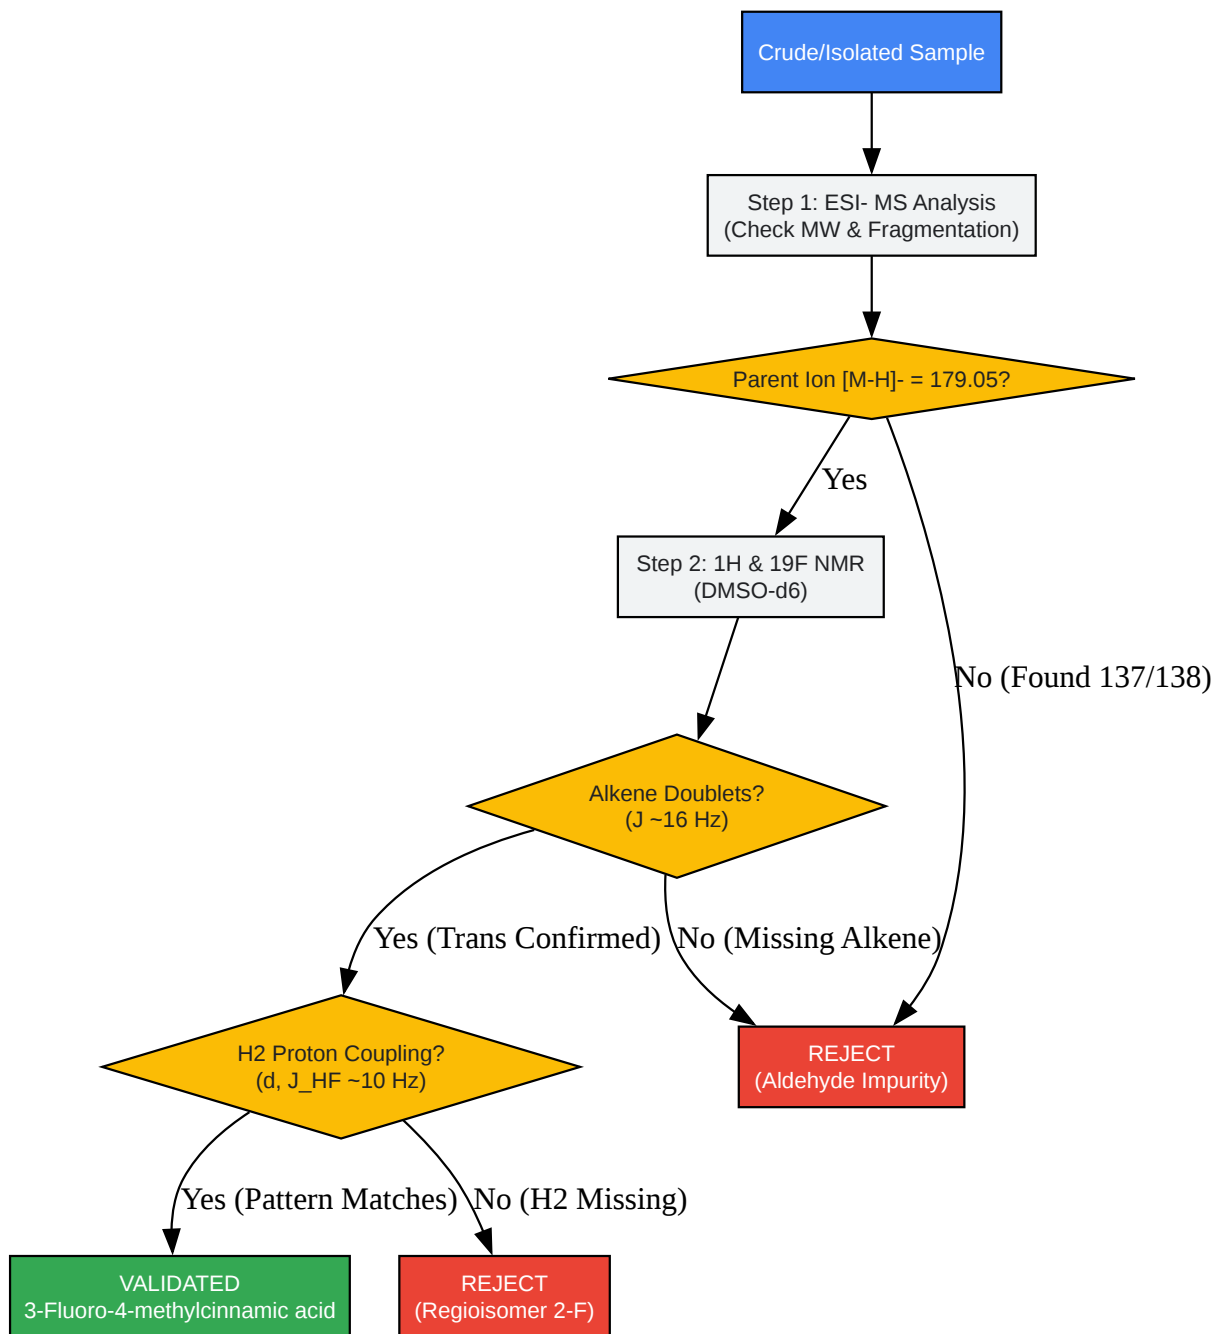 Crude/Isolated Sample
Step 1: ESI- MS Analysis
(Check MW & Fragmentation)
Parent Ion [M-H]- = 179.05?
Yes
Step 2: 1H & 19F NMR
(DMSO-d6)
No (Found 137/138)
Alkene Doublets?
(J ~16 Hz)
Yes (Trans Confirmed)
No (Missing Alkene)
H2 Proton Coupling?
(d, J_HF ~10 Hz)
REJECT
(Aldehyde Impurity)
Yes (Pattern Matches)
No (H2 Missing)
VALIDATED
3-Fluoro-4-methylcinnamic acid
REJECT
(Regioisomer 2-F)